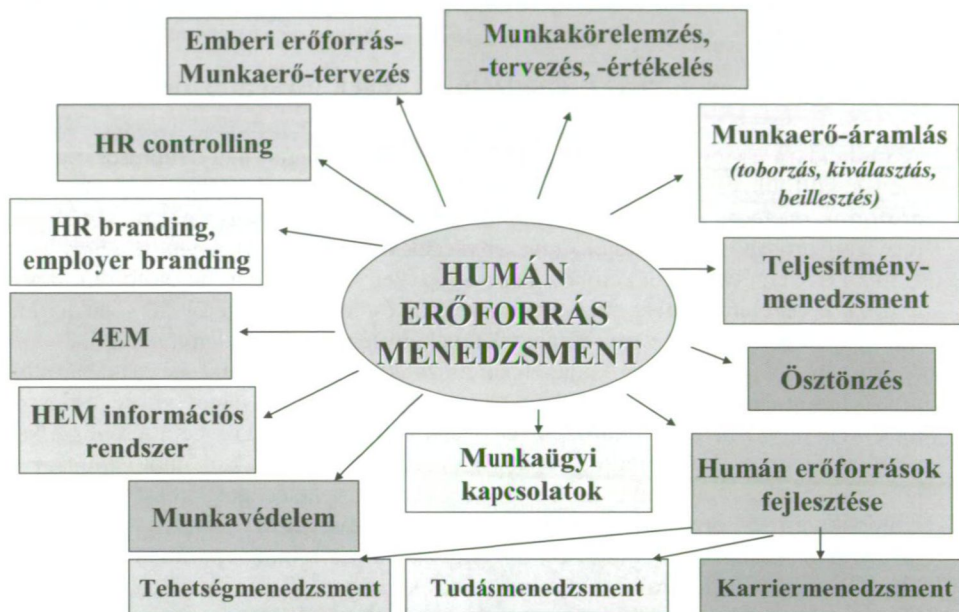 Emberi erőforrás-
Munkaerő-tervezés
Munkakörelemzés,
-tervezés, -értékelés
HR controlling
Munkaerő-áramlás
(toborzás, kiválasztás,
beillesztés)
HR branding,
employer branding
HUMÁN
ERŐFORRÁS
MENEDZSMENT
Teljesítmény-
menedzsment
4EM
Ösztönzés
HEM információs
rendszer
Munkaügyi
kapcsolatok
Humán erőforrások
fejlesztése
Munkavédelem
Tehetségmenedzsment
Tudásmenedzsment
Karriermenedzsment